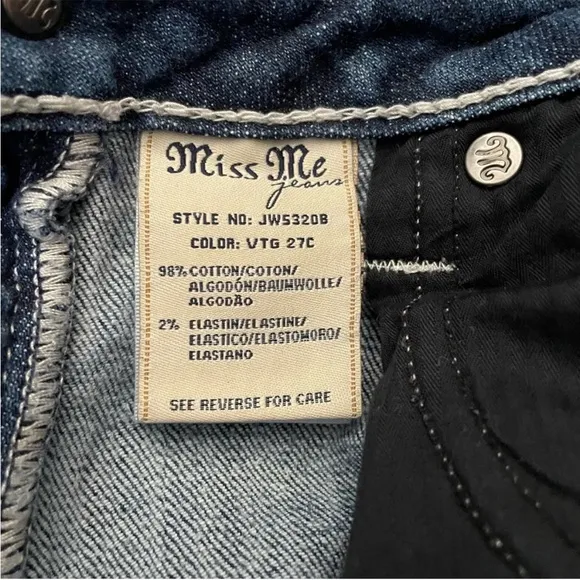 Miss Me
jeans
STYLE NO: JW5320B
COLOR: VTG 27C
98% COTTON/COTON/
ALGODÓN/BAUMWOLLE/
ALGODÃO
2% ELASTIN/ELASTINE/
ELASTICO/ELASTOMORO/
ELASTANO
SEE REVERSE FOR CARE